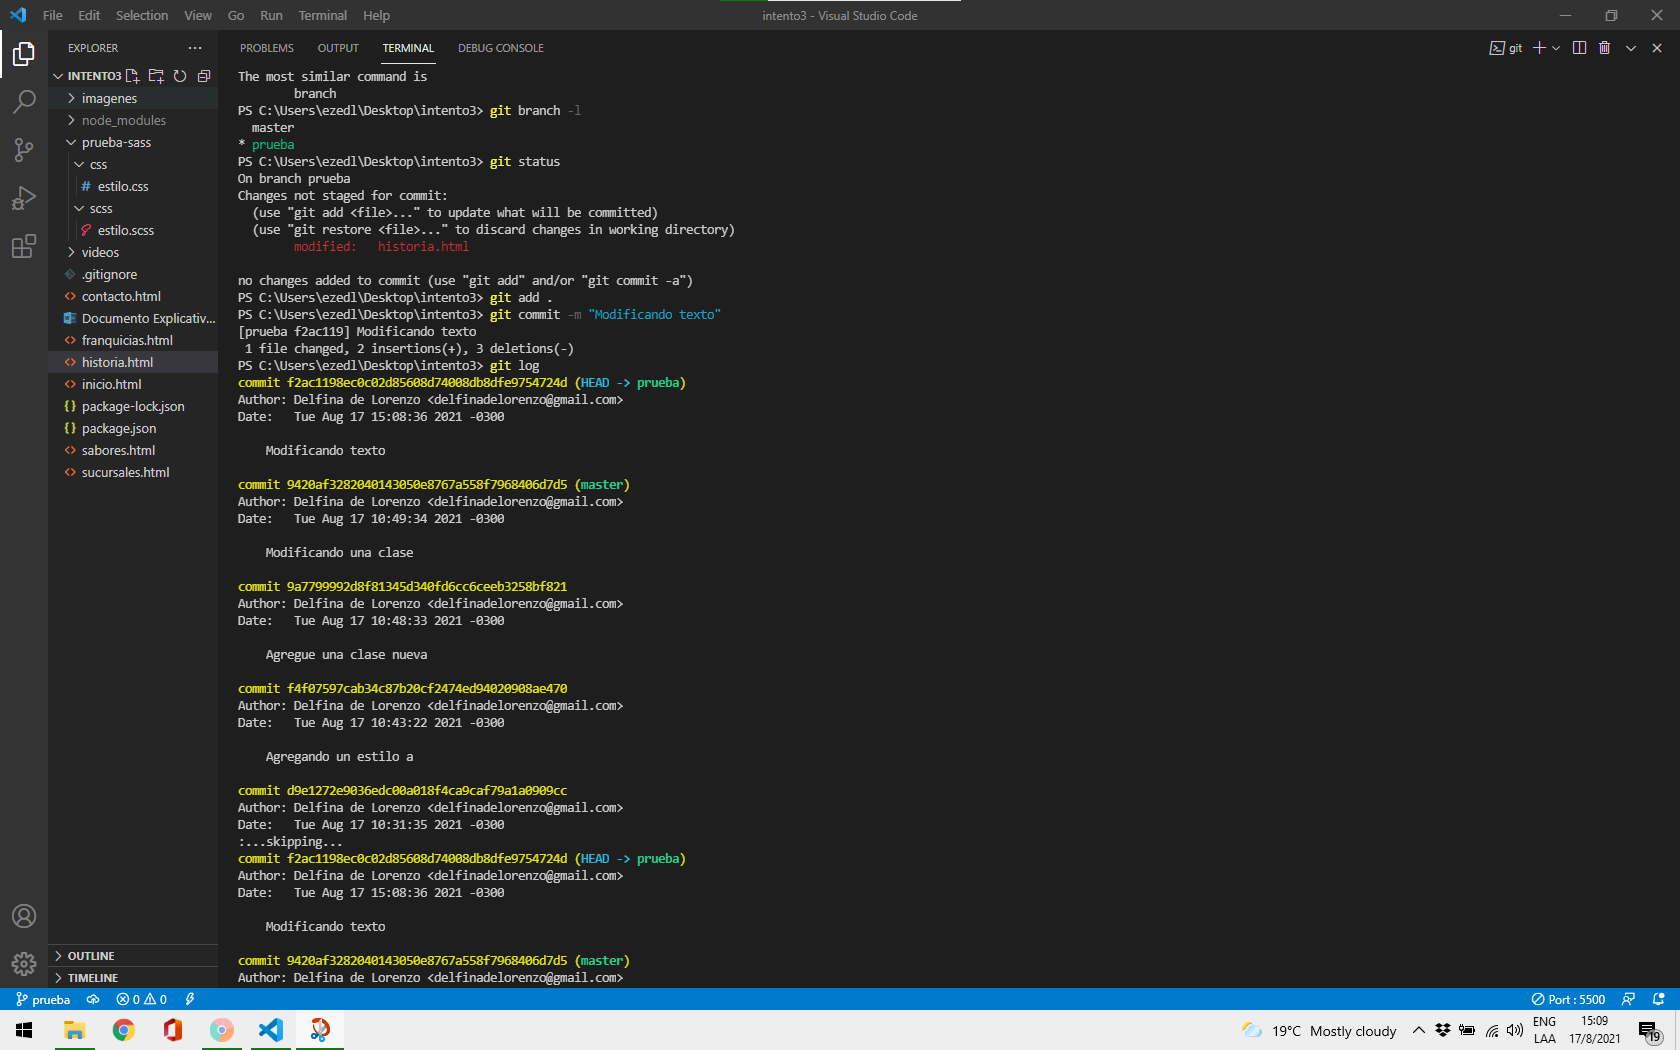 File Edit Selection View Go Run Terminal Help
intento3 - Visual Studio Code
EXPLORER
INTENTO3
imagenes
node_modules
prueba-sass
css
# estilo.css
scss
estilo.scss
videos
.gitignore
<> contacto.html
Documento Explicativ...
<> franquicias.html
<> historia.html
<> inicio.html
{} package-lock.json
{} package.json
<> sabores.html
<> sucursales.html
OUTLINE
TIMELINE
PROBLEMS OUTPUT TERMINAL DEBUG CONSOLE
git
The most similar command is
branch
PS C:\Users\ezedl\Desktop\intento3> git branch -l
master
* prueba
PS C:\Users\ezedl\Desktop\intento3> git status
On branch prueba
Changes not staged for commit:
(use "git add <file>..." to update what will be committed)
(use "git restore <file>..." to discard changes in working directory)
modified: historia.html
no changes added to commit (use "git add" and/or "git commit -a")
PS C:\Users\ezedl\Desktop\intento3> git add .
PS C:\Users\ezedl\Desktop\intento3> git commit -m "Modificando texto"
[prueba f2ac119] Modificando texto
1 file changed, 2 insertions(+), 3 deletions(-)
PS C:\Users\ezedl\Desktop\intento3> git log
commit f2ac1198ec0c02d85608d74008db8dfe9754724d (HEAD -> prueba)
Author: Delfina de Lorenzo <delfinadelorenzo@gmail.com>
Date: Tue Aug 17 15:08:36 2021 -0300
Modificando texto
commit 9420af3282040143050e8767a558f7968406d7d5 (master)
Author: Delfina de Lorenzo <delfinadelorenzo@gmail.com>
Date: Tue Aug 17 10:49:34 2021 -0300
Modificando una clase
commit 9a7799992d8f81345d340fd6cc6ceeb3258bf821
Author: Delfina de Lorenzo <delfinadelorenzo@gmail.com>
Date: Tue Aug 17 10:48:33 2021 -0300
Agregue una clase nueva
commit f4f07597cab34c87b20cf2474ed94020908ae470
Author: Delfina de Lorenzo <delfinadelorenzo@gmail.com>
Date: Tue Aug 17 10:43:22 2021 -0300
Agregando un estilo a
commit d9e1272e9036edc00a018f4ca9caf79a1a0909cc
Author: Delfina de Lorenzo <delfinadelorenzo@gmail.com>
Date: Tue Aug 17 10:31:35 2021 -0300
:...skipping...
commit f2ac1198ec0c02d85608d74008db8dfe9754724d (HEAD -> prueba)
Author: Delfina de Lorenzo <delfinadelorenzo@gmail.com>
Date: Tue Aug 17 15:08:36 2021 -0300
Modificando texto
commit 9420af3282040143050e8767a558f7968406d7d5 (master)
Author: Delfina de Lorenzo <delfinadelorenzo@gmail.com>
prueba 0 0
Port : 5500
19°C Mostly cloudy
ENG
LAA
15:09
17/8/2021
19